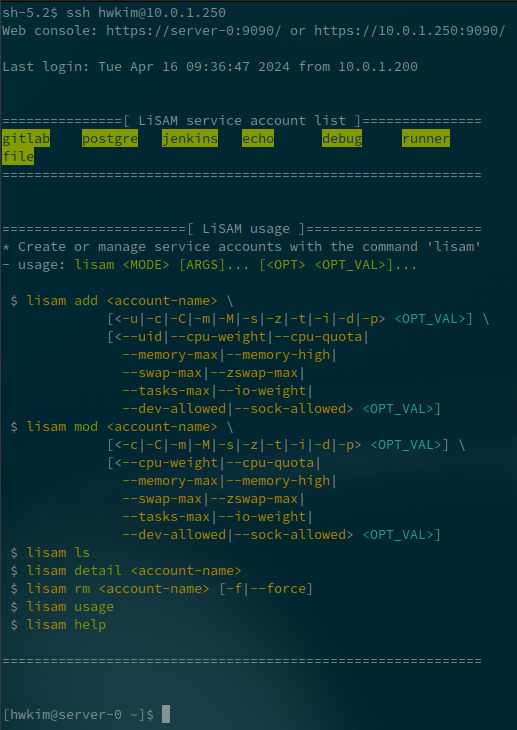 sh-5.2$ ssh hwkim@10.0.1.250
Web console: https://server-0:9090/ or https://10.0.1.250:9090/

Last login: Tue Apr 16 09:36:47 2024 from 10.0.1.200

===============[ LiSAM service account list ]===============
gitlab    postgre   jenkins   echo      debug     runner
file
============================================================

=======================[ LiSAM usage ]======================
* Create or manage service accounts with the command 'lisam'
- usage: lisam <MODE> [ARGS]... [<OPT> <OPT_VAL>]...

 $ lisam add <account-name> \
             [<-u|-c|-C|-m|-M|-s|-z|-t|-i|-d|-p> <OPT_VAL>] \
             [<--uid|--cpu-weight|--cpu-quota|
               --memory-max|--memory-high|
               --swap-max|--zswap-max|
               --tasks-max|--io-weight|
               --dev-allowed|--sock-allowed> <OPT_VAL>]
 $ lisam mod <account-name> \
             [<-c|-C|-m|-M|-s|-z|-t|-i|-d|-p> <OPT_VAL>] \
             [<--cpu-weight|--cpu-quota|
               --memory-max|--memory-high|
               --swap-max|--zswap-max|
               --tasks-max|--io-weight|
               --dev-allowed|--sock-allowed> <OPT_VAL>]
 $ lisam ls
 $ lisam detail <account-name>
 $ lisam rm <account-name> [-f|--force]
 $ lisam usage
 $ lisam help

============================================================

[hwkim@server-0 ~]$